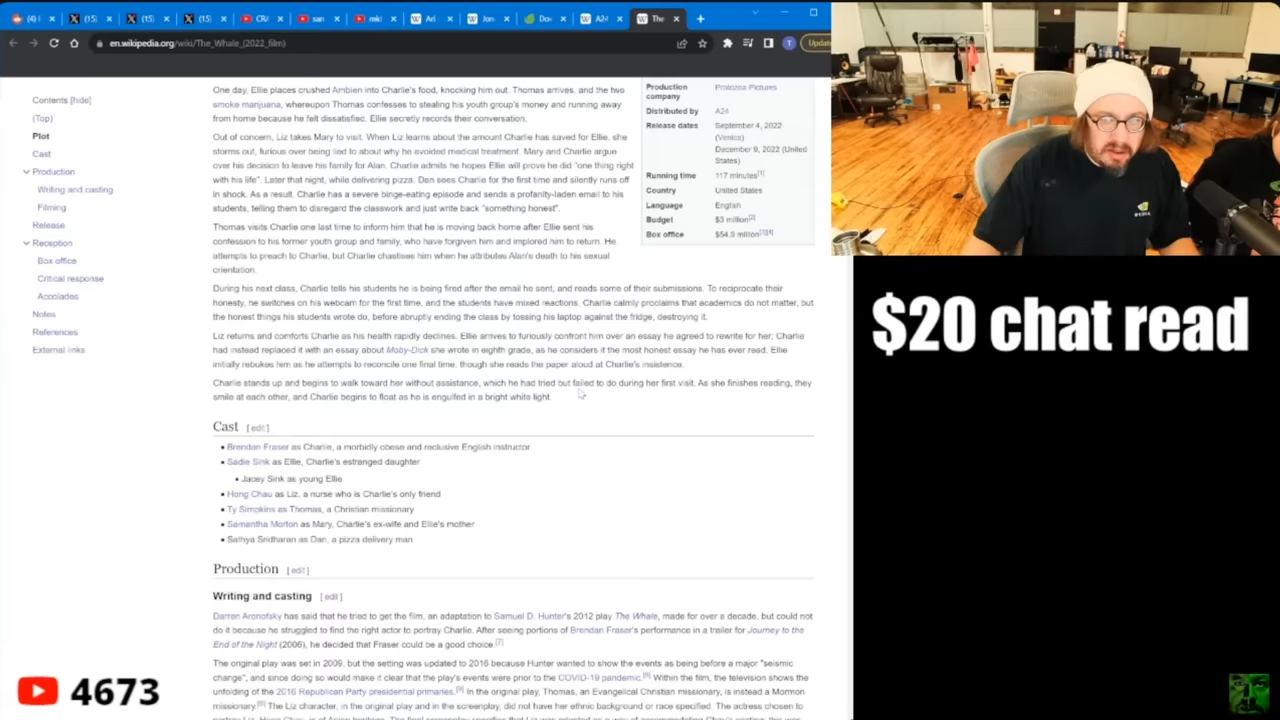 (4)
(15)
(15)
(15)
CRA
san
mki
Ari
Jon
Dov
A24
The
en.wikipedia.org/wiki/The_Whale_(2022_film)
T
Update
Contents [hide]
(Top)
Plot
Cast
Production
Writing and casting
Filming
Release
Reception
Box office
Critical response
Accolades
Notes
References
External links
One day, Ellie places crushed Ambien into Charlie's food, knocking him out. Thomas arrives, and the two
smoke marijuana, whereupon Thomas confesses to stealing his youth group's money and running away
from home because he felt dissatisfied. Ellie secretly records their conversation.
Out of concern, Liz takes Mary to visit. When Liz learns about the amount Charlie has saved for Ellie, she
storms out, furious over being lied to about why he avoided medical treatment. Mary and Charlie argue
over his decision to leave his family for Alan. Charlie admits he hopes Ellie will prove he did "one thing right
with his life". Later that night, while delivering pizza, Dan sees Charlie for the first time and silently runs off
in shock. As a result, Charlie has a severe binge-eating episode and sends a profanity-laden email to his
students, telling them to disregard the classwork and just write back "something honest".
Thomas visits Charlie one last time to inform him that he is moving back home after Ellie sent his
confession to his former youth group and family, who have forgiven him and implored him to return. He
attempts to preach to Charlie, but Charlie chastises him when he attributes Alan's death to his sexual
orientation.
During his next class, Charlie tells his students he is being fired after the email he sent, and reads some of their submissions. To reciprocate their
honesty, he switches on his webcam for the first time, and the students have mixed reactions. Charlie calmly proclaims that academics do not matter, but
the honest things his students wrote do, before abruptly ending the class by tossing his laptop against the fridge, destroying it.
Liz returns and comforts Charlie as his health rapidly declines. Ellie arrives to furiously confront him over an essay he agreed to rewrite for her; Charlie
had instead replaced it with an essay about Moby-Dick she wrote in eighth grade, as he considers it the most honest essay he has ever read. Ellie
initially rebukes him as he attempts to reconcile one final time, though she reads the paper aloud at Charlie's insistence.
Charlie stands up and begins to walk toward her without assistance, which he had tried but failed to do during her first visit. As she finishes reading, they
smile at each other, and Charlie begins to float as he is engulfed in a bright white light.
Production company Protozoa Pictures
Distributed by A24
Release dates September 4, 2022
(Venice)
December 9, 2022 (United
States)
Running time 117 minutes[1]
Country United States
Language English
Budget $3 million[2]
Box office $54.9 million[3][4]
Cast [ edit ]
• Brendan Fraser as Charlie, a morbidly obese and reclusive English instructor
• Sadie Sink as Ellie, Charlie's estranged daughter
• Jacey Sink as young Ellie
• Hong Chau as Liz, a nurse who is Charlie's only friend
• Ty Simpkins as Thomas, a Christian missionary
• Samantha Morton as Mary, Charlie's ex-wife and Ellie's mother
• Sathya Sridharan as Dan, a pizza delivery man
Production [ edit ]
Writing and casting [ edit ]
Darren Aronofsky has said that he tried to get the film, an adaptation to Samuel D. Hunter's 2012 play The Whale, made for over a decade, but could not
do it because he struggled to find the right actor to portray Charlie. After seeing portions of Brendan Fraser's performance in a trailer for Journey to the
End of the Night (2006), he decided that Fraser could be a good choice.[7]
The original play was set in 2009, but the setting was updated to 2016 because Hunter wanted to show the events as being before a major "seismic
change", and since doing so would make it clear that the play's events were prior to the COVID-19 pandemic. Within the film, the television shows the
unfolding of the 2016 Republican Party presidential primaries. In the original play, Thomas, an Evangelical Christian missionary, is instead a Mormon
missionary. The Liz character, in the original play and in the screenplay, did not have her ethnic background or race specified. The actress chosen to
$20 chat read
4673